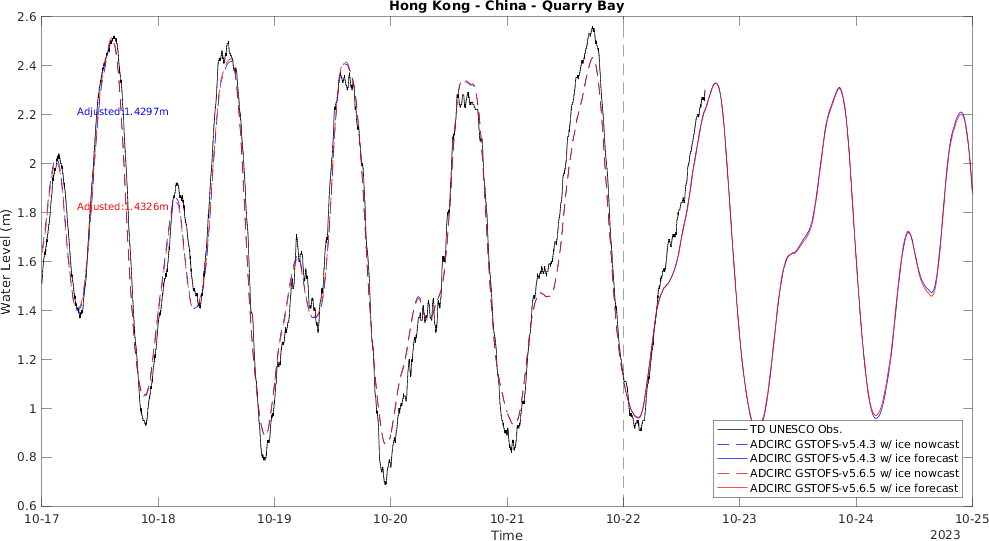 Hong Kong - China - Quarry Bay
2.6
2.4
2.2
2
1.8
1.6
1.4
1.2
1
0.8
0.6
Water Level (m)
Adjusted:1.4297m
Adjusted:1.4326m
TD UNESCO Obs.
ADCIRC GSTOFS-v5.4.3 w/ ice nowcast
ADCIRC GSTOFS-v5.4.3 w/ ice forecast
ADCIRC GSTOFS-v5.6.5 w/ ice nowcast
ADCIRC GSTOFS-v5.6.5 w/ ice forecast
10-17 10-18 10-19 10-20 10-21 10-22 10-23 10-24 10-25
Time
2023